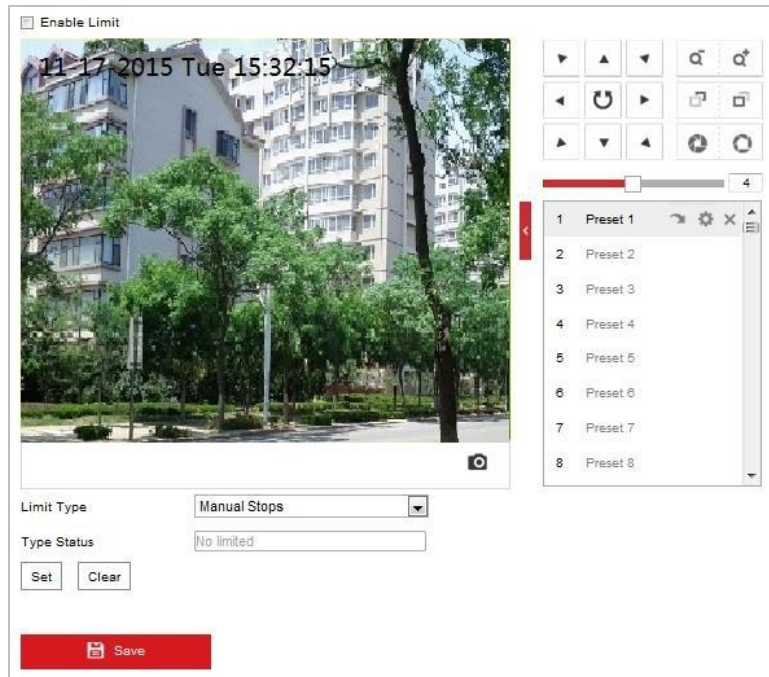 Enable Limit
11-17-2015 Tue 15:32:15
4
1 Preset 1
2 Preset 2
3 Preset 3
4 Preset 4
5 Preset 5
6 Preset 6
7 Preset 7
8 Preset 8
Limit Type Manual Stops
Type Status No limited
Set Clear
Save